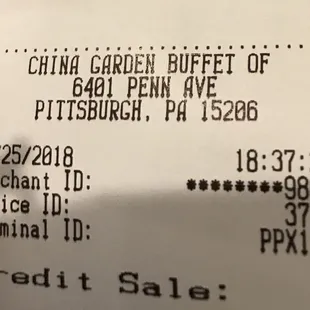 CHINA GARDEN BUFFET OF
6401 PENN AVE
PITTSBURGH, PA 15206
/25/2018 18:37:
chant ID: ********98
ice ID: 37
minal ID: PPX1
redit Sale: